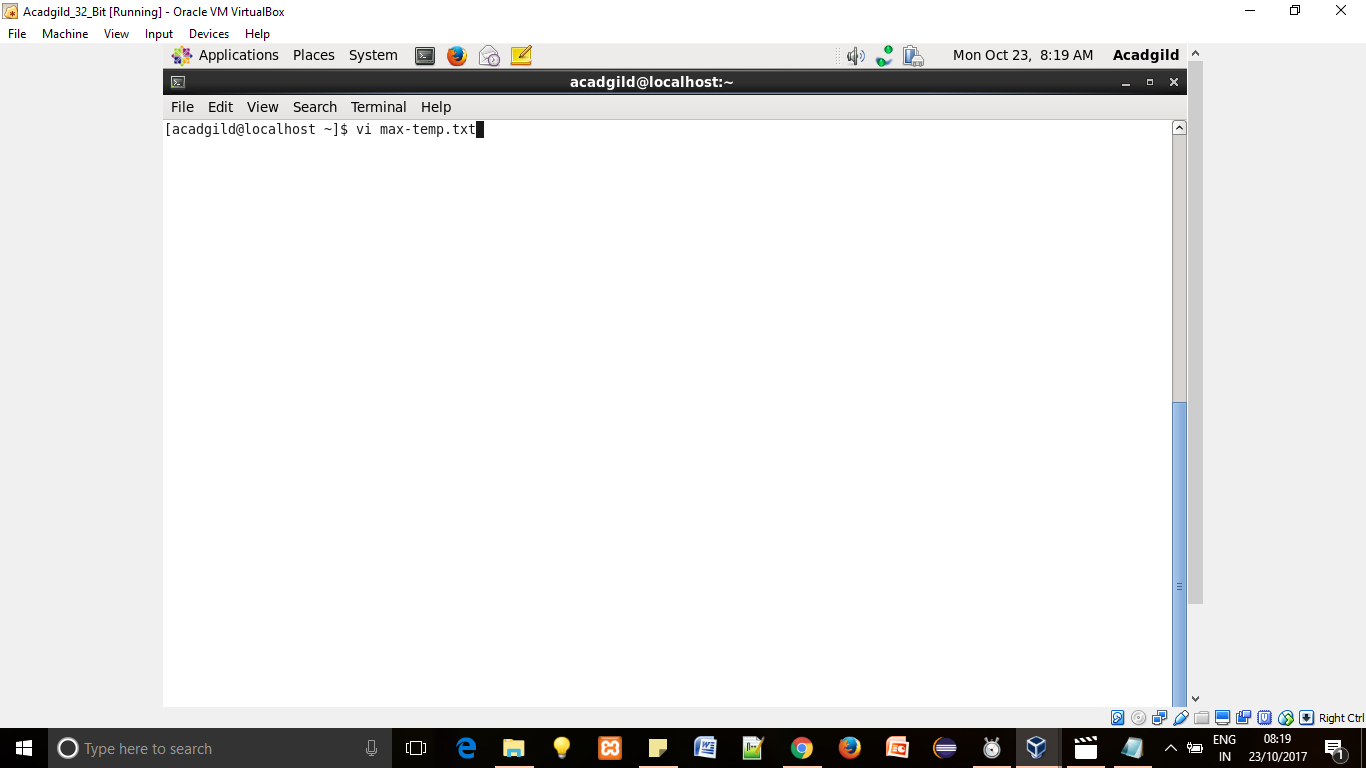 Acadgild_32_Bit [Running] - Oracle VM VirtualBox
File Machine View Input Devices Help
Applications Places System Mon Oct 23, 8:19 AM Acadgild
acadgild@localhost:~
File Edit View Search Terminal Help
[acadgild@localhost ~]$ vi max-temp.txt
Right Ctrl
Type here to search
ENG 08:19
IN 23/10/2017 1